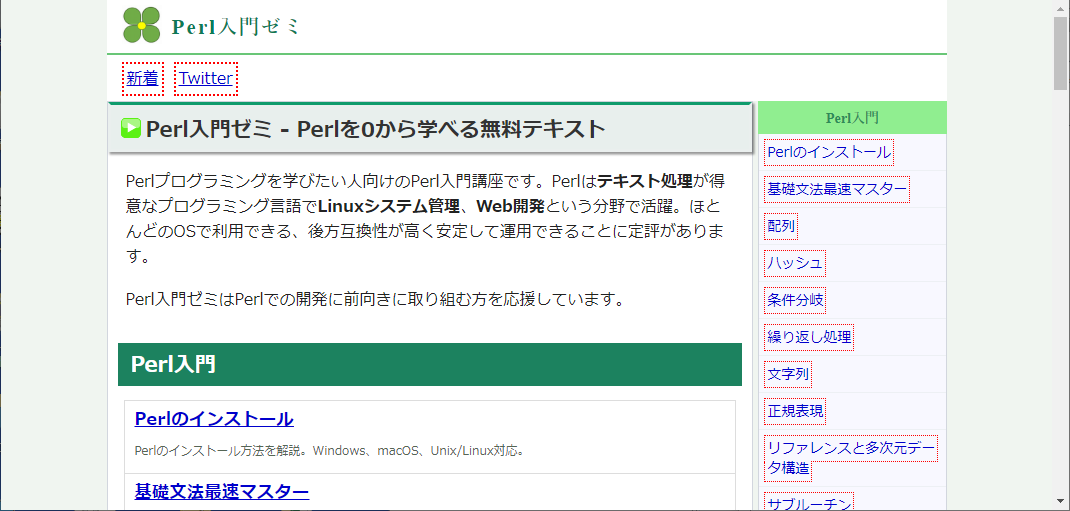 Perl入門ゼミ
新着 Twitter
Perl入門ゼミ - Perlを0から学べる無料テキスト
Perlプログラミングを学びたい人向けのPerl入門講座です。Perlはテキスト処理が得
意なプログラミング言語でLinuxシステム管理、Web開発という分野で活躍。ほと
んどのOSで利用できる、後方互換性が高く安定して運用できることに定評がありま
す。
Perl入門ゼミはPerlでの開発に前向きに取り組む方を応援しています。
Perl入門
Perlのインストール
Perlのインストール方法を解説。Windows、macOS、Unix/Linux対応。
基礎文法最速マスター
Perl入門
Perlのインストール
基礎文法最速マスター
配列
ハッシュ
条件分岐
繰り返し処理
文字列
正規表現
リファレンスと多次元デー
タ構造
サブルーチン